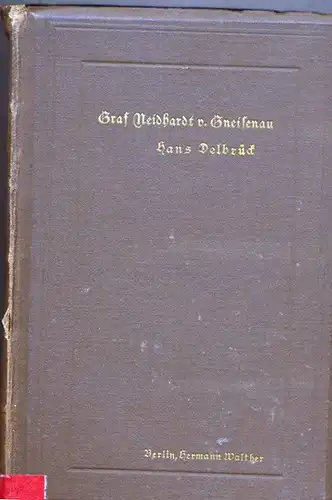 Graf Neidhardt v. Gneisenau
Hans Delbrück
Berlin, Hermann Walther